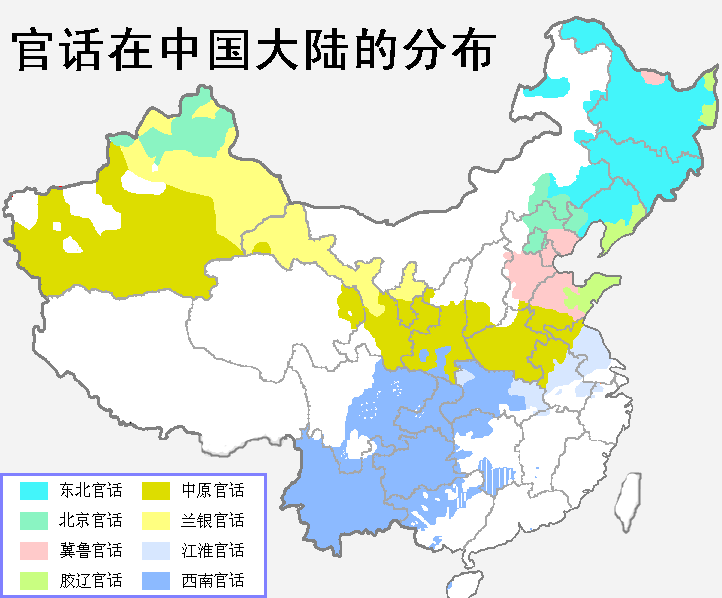 官话在中国大陆的分布
东北官话 中原官话
北京官话 兰银官话
冀鲁官话 江淮官话
胶辽官话 西南官话